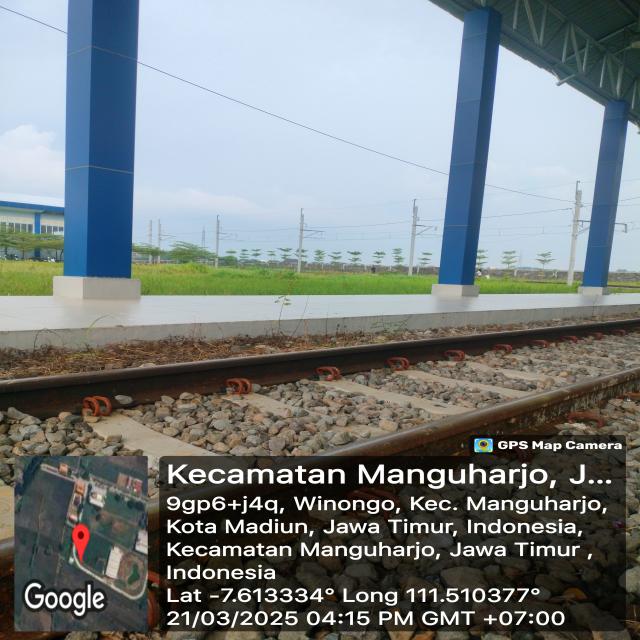 GPS Map Camera
Kecamatan Manguharjo, J...
9gp6+j4q, Winongo, Kec. Manguharjo,
Kota Madiun, Jawa Timur, Indonesia,
Kecamatan Manguharjo, Jawa Timur ,
Indonesia
Lat -7.613334° Long 111.510377°
21/03/2025 04:15 PM GMT +07:00
Google